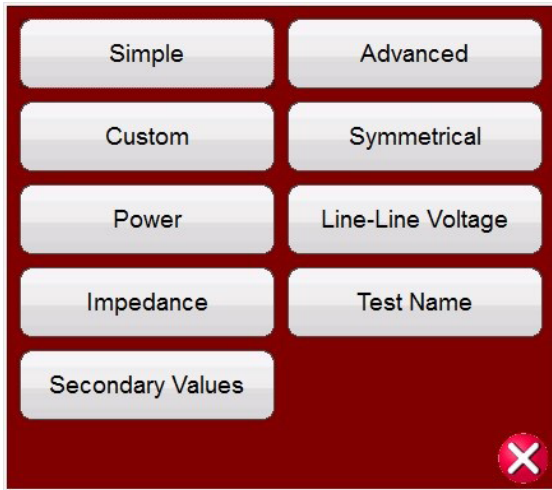 Simple
Advanced
Custom
Symmetrical
Power
Line-Line Voltage
Impedance
Test Name
Secondary Values